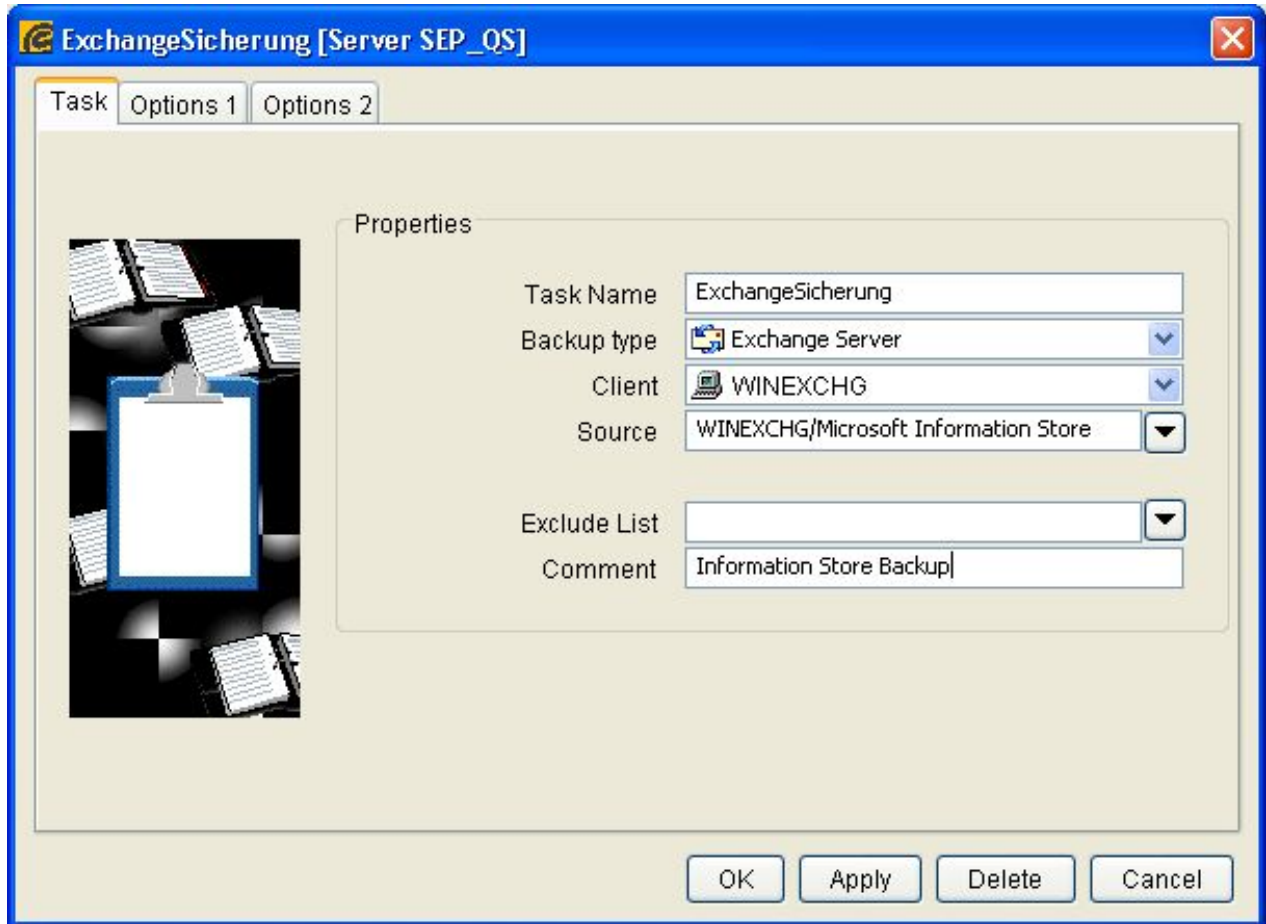 ExchangeSicherung [Server SEP_QS]
Task Options 1 Options 2
Properties
Task Name ExchangeSicherung
Backup type Exchange Server
Client WINEXCHG
Source WINEXCHG/Microsoft Information Store
Exclude List
Comment Information Store Backup
OK Apply Delete Cancel